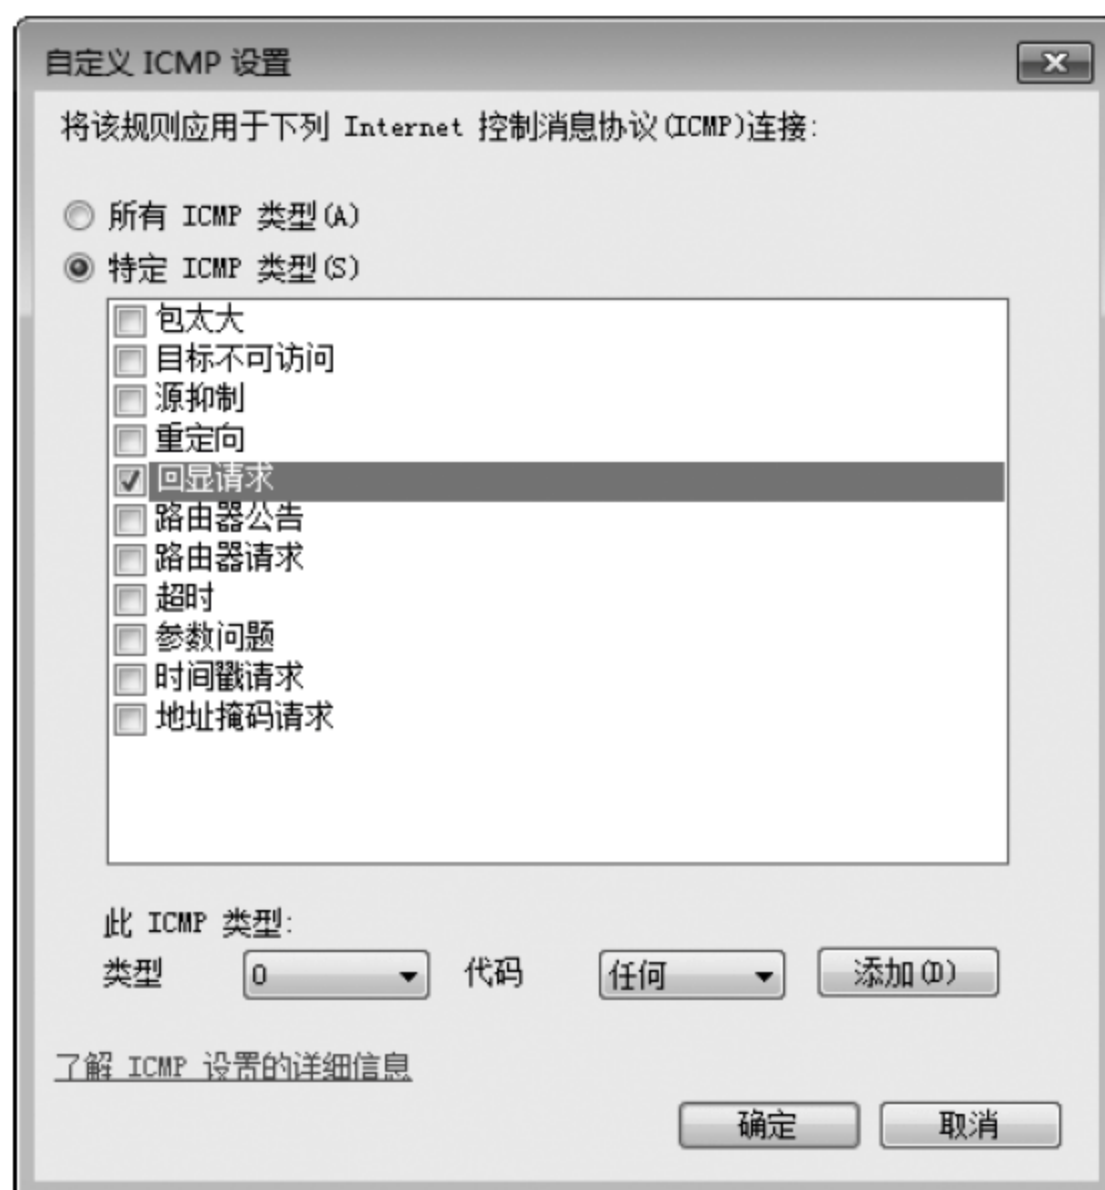 自定义 ICMP 设置
将该规则应用于下列 Internet 控制消息协议(ICMP)连接:
所有 ICMP 类型(A)
特定 ICMP 类型(S)
包太大
目标不可访问
源抑制
重定向
回显请求
路由器公告
路由器请求
超时
参数问题
时间戳请求
地址掩码请求
此 ICMP 类型:
类型 0 代码 任何 添加(D)
了解 ICMP 设置的详细信息
确定 取消